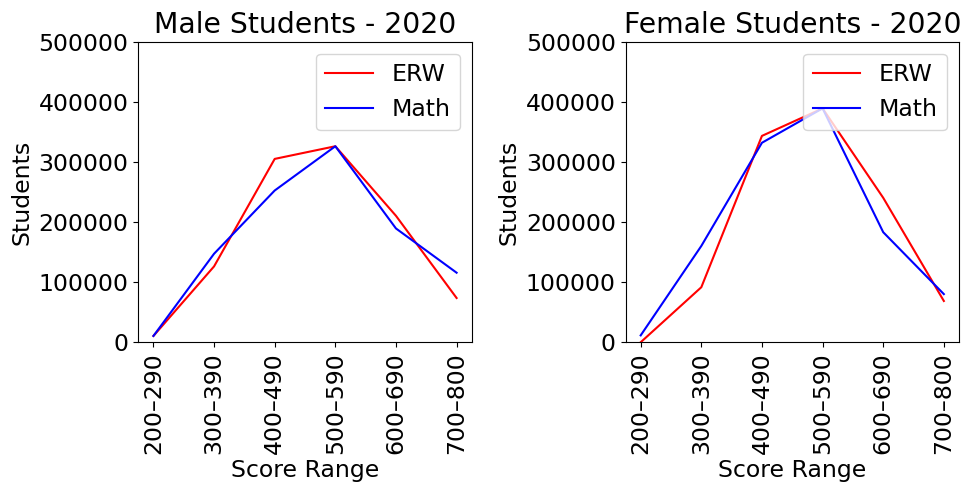 Male Students - 2020
500000
400000
300000
200000
100000
0
Students
ERW
Math
200–290
300–390
400–490
500–590
600–690
700–800
Score Range
Female Students - 2020
500000
400000
300000
200000
100000
0
Students
ERW
Math
200–290
300–390
400–490
500–590
600–690
700–800
Score Range